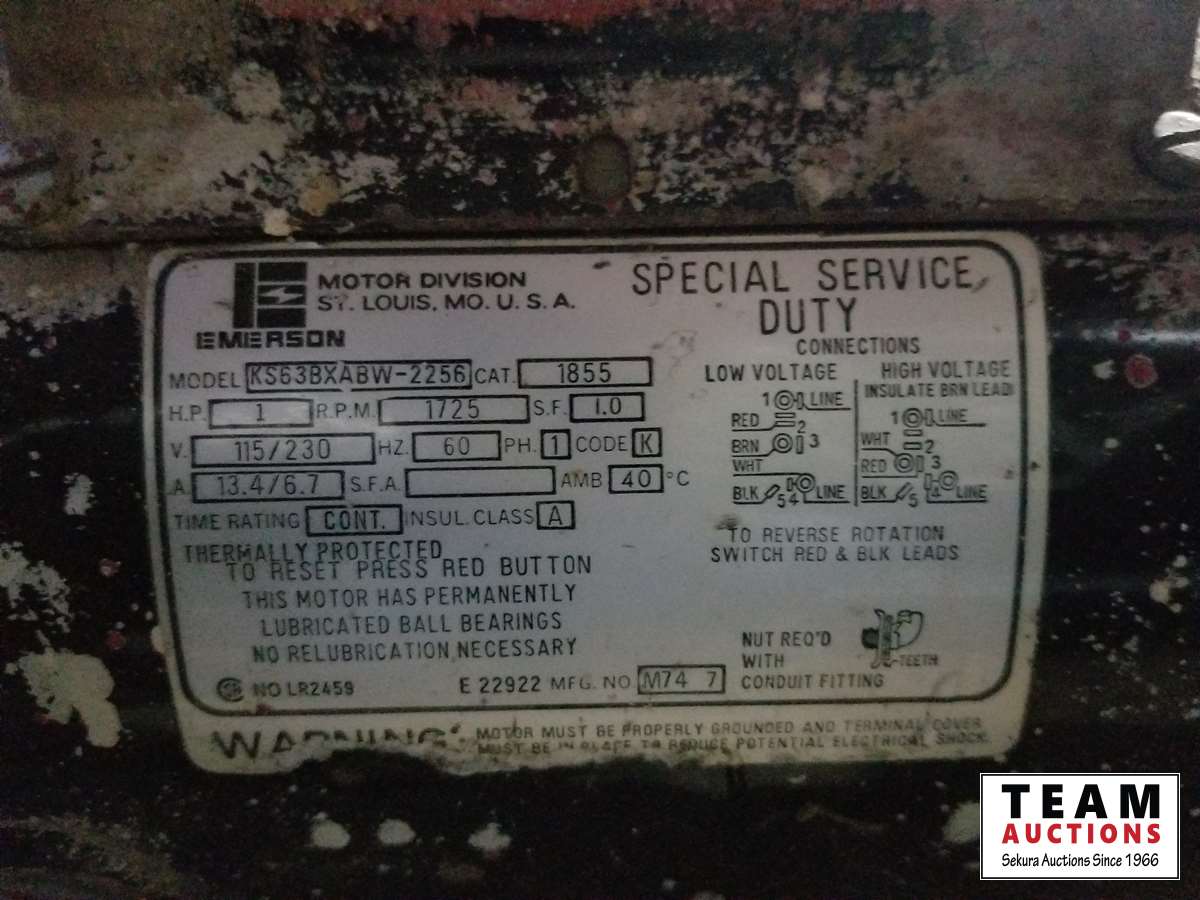 MOTOR DIVISION
ST. LOUIS, MO. U. S. A.
EMERSON
SPECIAL SERVICE
DUTY
MODEL KS63BXABW-2256 CAT. 1855
H.P. 1 R.P.M. 1725 S.F. 1.0
V. 115/230 HZ. 60 PH. 1 CODE K
A. 13.4/6.7 S.F.A. AMB 40 °C
TIME RATING CONT. INSUL. CLASS A
THERMALLY PROTECTED
TO RESET PRESS RED BUTTON
THIS MOTOR HAS PERMANENTLY
LUBRICATED BALL BEARINGS
NO RELUBRICATION NECESSARY
NO LR2459 E 22922 MFG. NO M74 7
CONNECTIONS
LOW VOLTAGE
1 LINE
RED 2
BRN 3
WHT
BLK 5 4 LINE
HIGH VOLTAGE
INSULATE BRN LEAD
1 LINE
WHT 2
RED 3
BLK 5 4 LINE
TO REVERSE ROTATION
SWITCH RED & BLK LEADS
NUT REQ'D
WITH
CONDUIT FITTING
TEETH
WARNING: MOTOR MUST BE PROPERLY GROUNDED AND TERMINAL COVER
MUST BE IN PLACE TO REDUCE POTENTIAL ELECTRICAL SHOCK.
TEAM
AUCTIONS
Sekura Auctions Since 1966